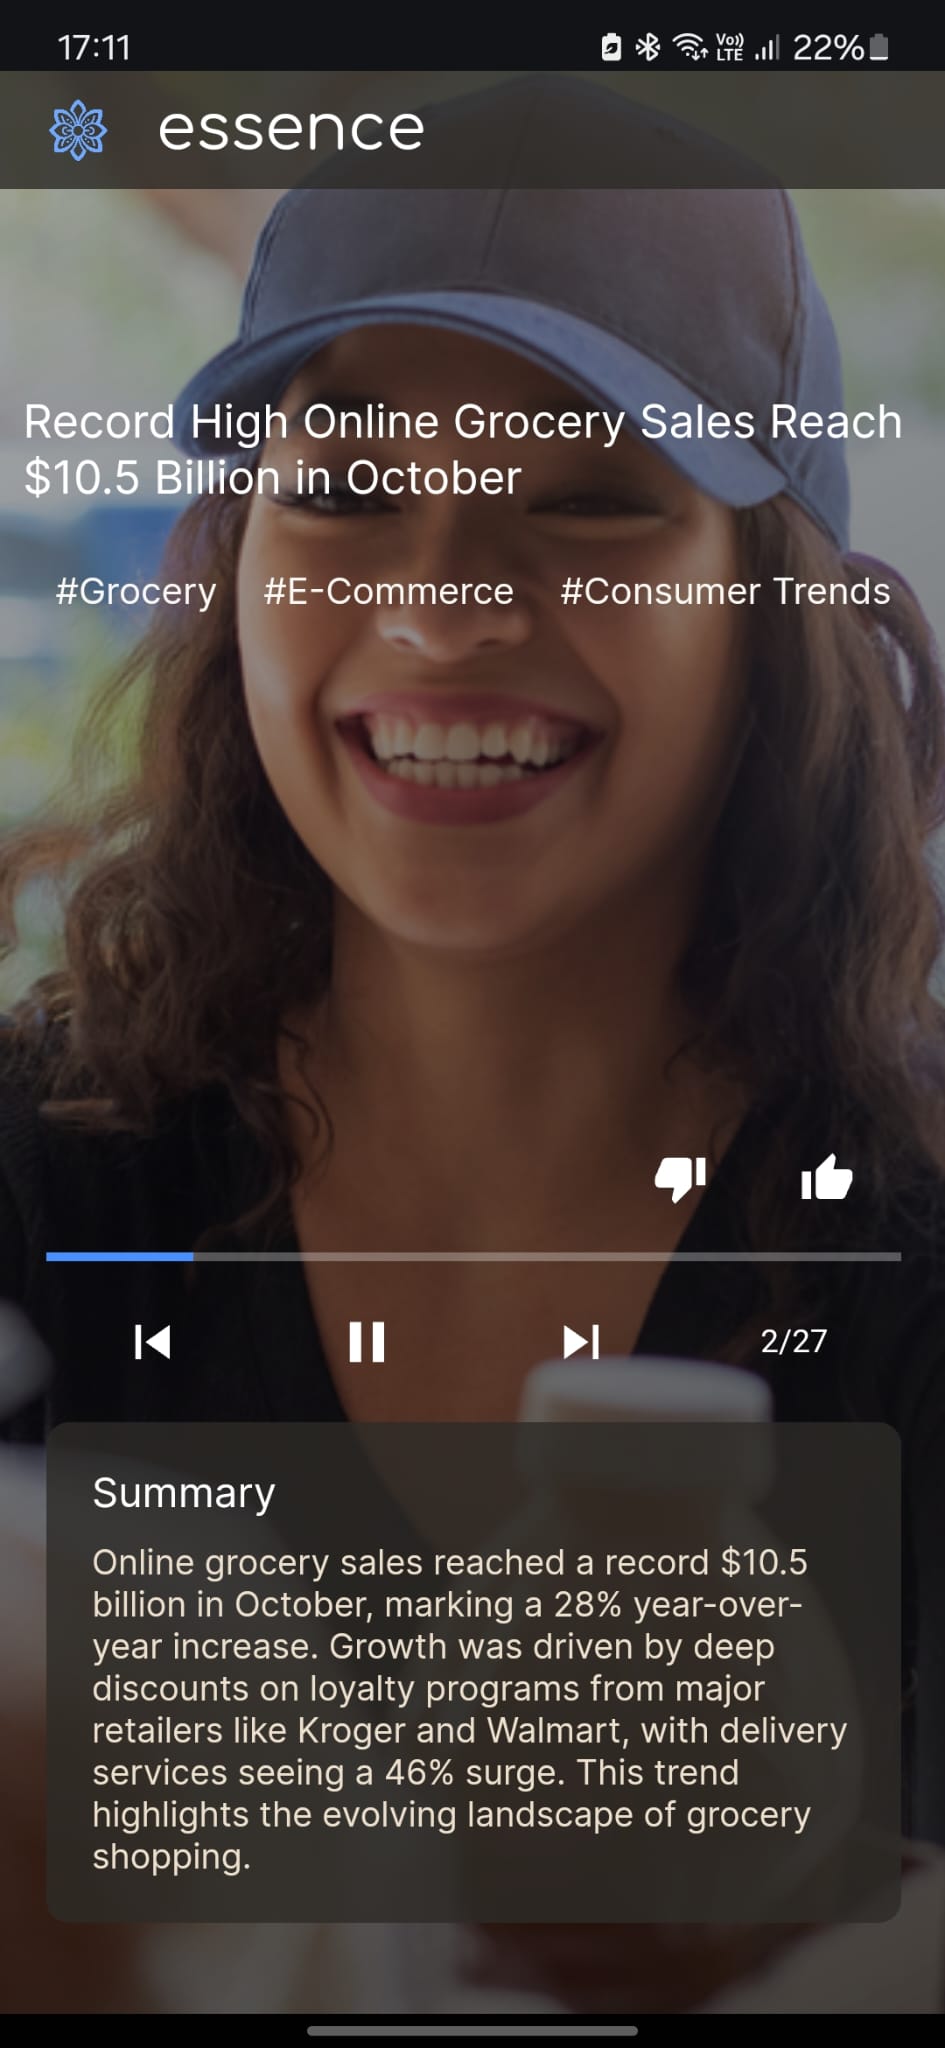 17:11
Vo)) LTE
22%
essence
Record High Online Grocery Sales Reach
$10.5 Billion in October
#Grocery #E-Commerce #Consumer Trends
2/27
Summary
Online grocery sales reached a record $10.5
billion in October, marking a 28% year-over-
year increase. Growth was driven by deep
discounts on loyalty programs from major
retailers like Kroger and Walmart, with delivery
services seeing a 46% surge. This trend
highlights the evolving landscape of grocery
shopping.